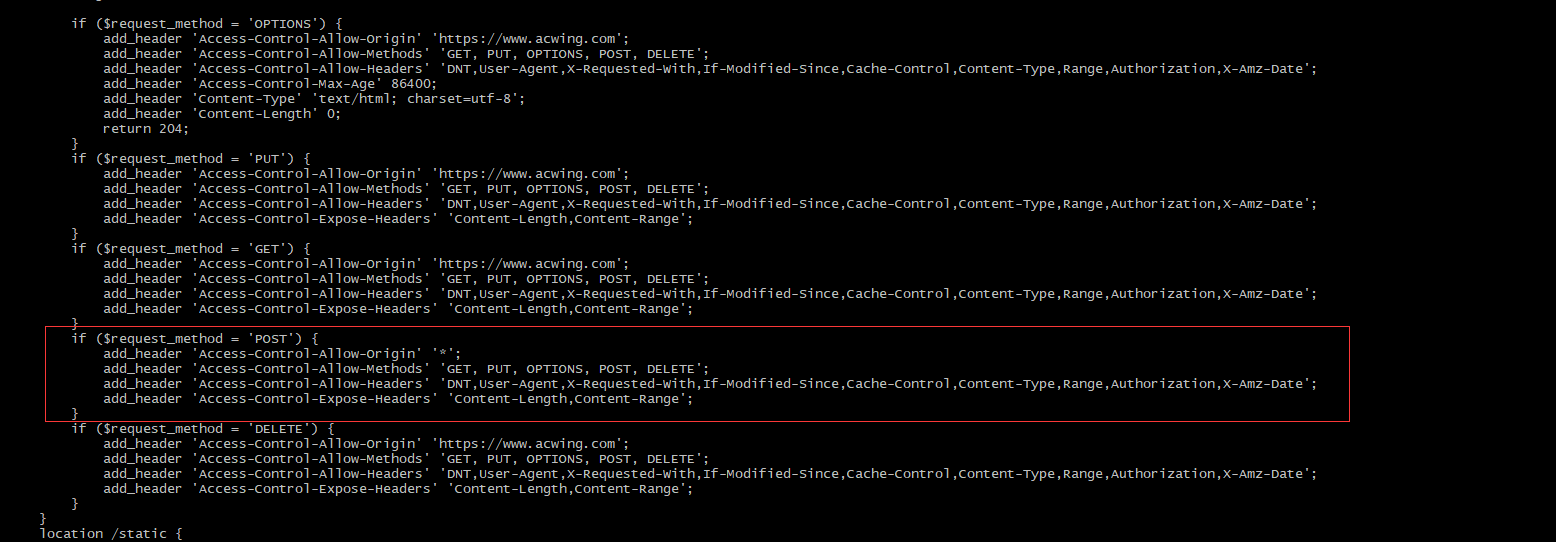 if ($request_method = 'OPTIONS') {
add_header 'Access-Control-Allow-Origin' 'https://www.acwing.com';
add_header 'Access-Control-Allow-Methods' 'GET, PUT, OPTIONS, POST, DELETE';
add_header 'Access-Control-Allow-Headers' 'DNT,User-Agent,X-Requested-With,If-Modified-Since,Cache-Control,Content-Type,Range,Authorization,X-Amz-Date';
add_header 'Access-Control-Max-Age' 86400;
add_header 'Content-Type' 'text/html; charset=utf-8';
add_header 'Content-Length' 0;
return 204;
}
if ($request_method = 'PUT') {
add_header 'Access-Control-Allow-Origin' 'https://www.acwing.com';
add_header 'Access-Control-Allow-Methods' 'GET, PUT, OPTIONS, POST, DELETE';
add_header 'Access-Control-Allow-Headers' 'DNT,User-Agent,X-Requested-With,If-Modified-Since,Cache-Control,Content-Type,Range,Authorization,X-Amz-Date';
add_header 'Access-Control-Expose-Headers' 'Content-Length,Content-Range';
}
if ($request_method = 'GET') {
add_header 'Access-Control-Allow-Origin' 'https://www.acwing.com';
add_header 'Access-Control-Allow-Methods' 'GET, PUT, OPTIONS, POST, DELETE';
add_header 'Access-Control-Allow-Headers' 'DNT,User-Agent,X-Requested-With,If-Modified-Since,Cache-Control,Content-Type,Range,Authorization,X-Amz-Date';
add_header 'Access-Control-Expose-Headers' 'Content-Length,Content-Range';
}
if ($request_method = 'POST') {
add_header 'Access-Control-Allow-Origin' '*';
add_header 'Access-Control-Allow-Methods' 'GET, PUT, OPTIONS, POST, DELETE';
add_header 'Access-Control-Allow-Headers' 'DNT,User-Agent,X-Requested-With,If-Modified-Since,Cache-Control,Content-Type,Range,Authorization,X-Amz-Date';
add_header 'Access-Control-Expose-Headers' 'Content-Length,Content-Range';
}
if ($request_method = 'DELETE') {
add_header 'Access-Control-Allow-Origin' 'https://www.acwing.com';
add_header 'Access-Control-Allow-Methods' 'GET, PUT, OPTIONS, POST, DELETE';
add_header 'Access-Control-Allow-Headers' 'DNT,User-Agent,X-Requested-With,If-Modified-Since,Cache-Control,Content-Type,Range,Authorization,X-Amz-Date';
add_header 'Access-Control-Expose-Headers' 'Content-Length,Content-Range';
}
}
location /static {